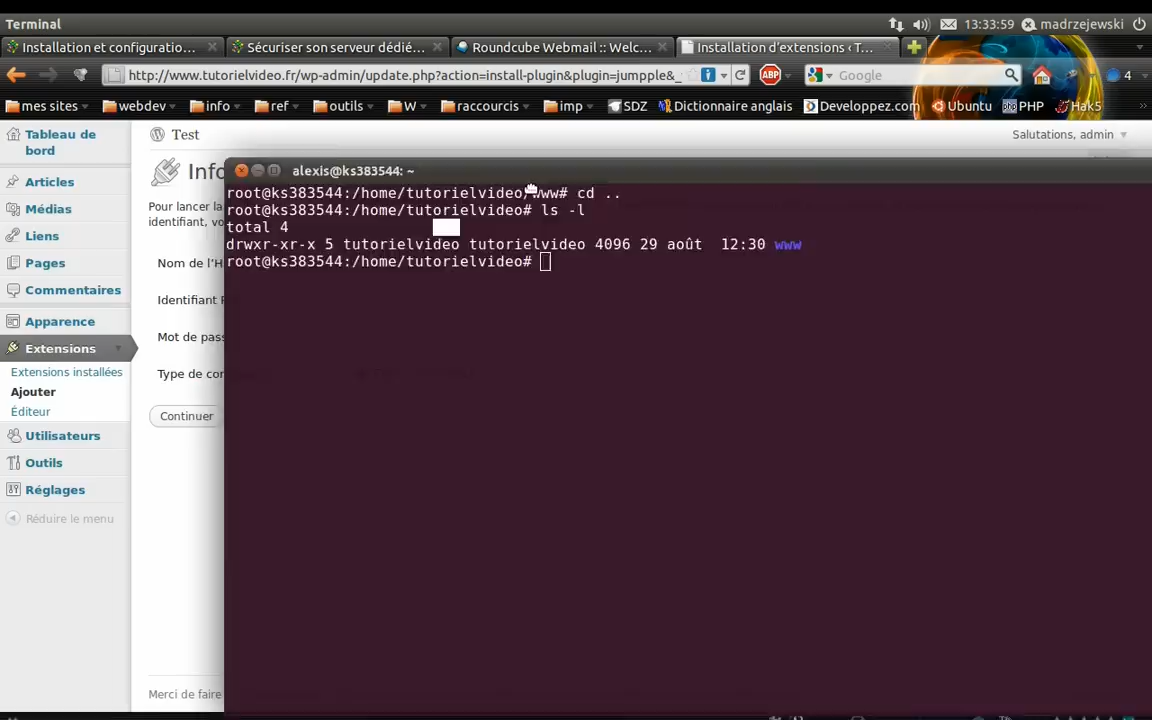 Terminal
13:33:59 madrzejewski
Installation et configuratio...
Sécuriser son serveur dédié...
Roundcube Webmail :: Welc...
Installation d'extensions ‹ T...
http://www.tutorielvideo.fr/wp-admin/update.php?action=install-plugin&plugin=jumpple&_
ABP
Google
4
mes sites
webdev
info
ref
outils
W
raccourcis
imp
SDZ
Dictionnaire anglais
Developpez.com
Ubuntu
PHP
Hak5
Tableau de
bord
Articles
Médias
Liens
Pages
Commentaires
Apparence
Extensions
Extensions installées
Ajouter
Éditeur
Utilisateurs
Outils
Réglages
Réduire le menu
Test
Salutations, admin
Info
Pour lancer la
identifiant, vo
Nom de l'H
Identifiant
Mot de pas
Type de con
Continuer
Merci de faire
alexis@ks383544: ~
root@ks383544:/home/tutorielvideo/www# cd ..
root@ks383544:/home/tutorielvideo# ls -l
total 4
drwxr-xr-x 5 tutorielvideo tutorielvideo 4096 29 août  12:30 www
root@ks383544:/home/tutorielvideo#